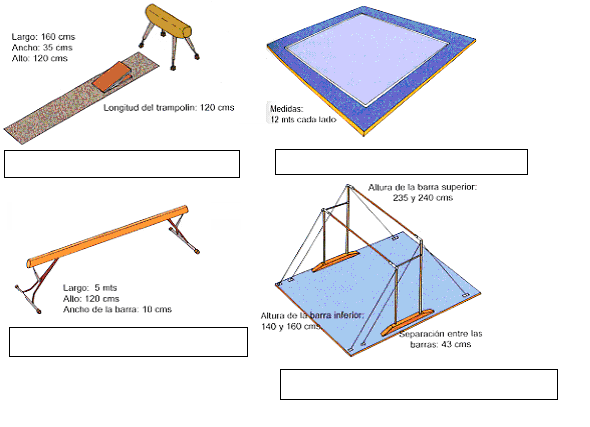 Largo: 160 cms
Ancho: 35 cms
Alto: 120 cms
Longitud del trampolín: 120 cms
Medidas:
12 mts cada lado
Largo: 5 mts
Alto: 120 cms
Ancho de la barra: 10 cms
Altura de la barra superior:
235 y 240 cms
Altura de la barra inferior:
140 y 160 cms
Separación entre las
barras: 43 cms